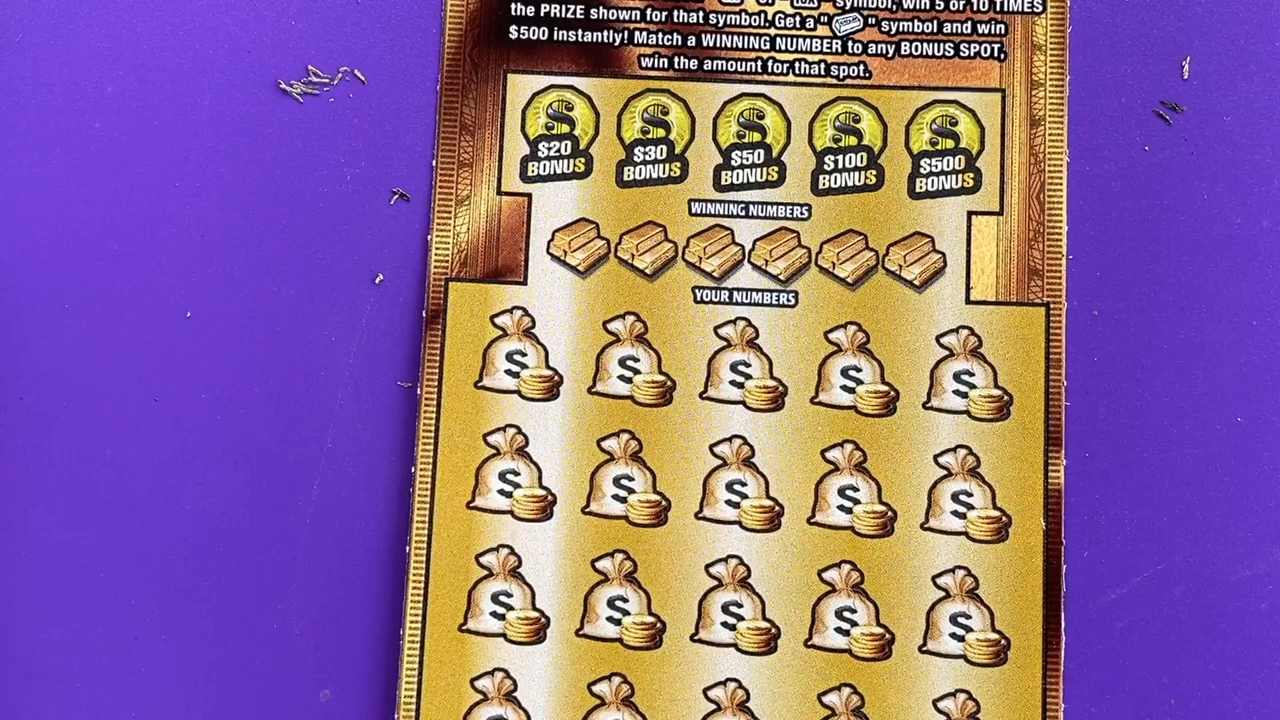 or 10X symbol, win 5 or 10 TIMES
the PRIZE shown for that symbol. Get a " " symbol and win
$500 instantly! Match a WINNING NUMBER to any BONUS SPOT,
win the amount for that spot.
$20 BONUS $30 BONUS $50 BONUS $100 BONUS $500 BONUS
WINNING NUMBERS
YOUR NUMBERS
$ $ $ $ $
$ $ $ $ $
$ $ $ $ $
$ $ $ $ $